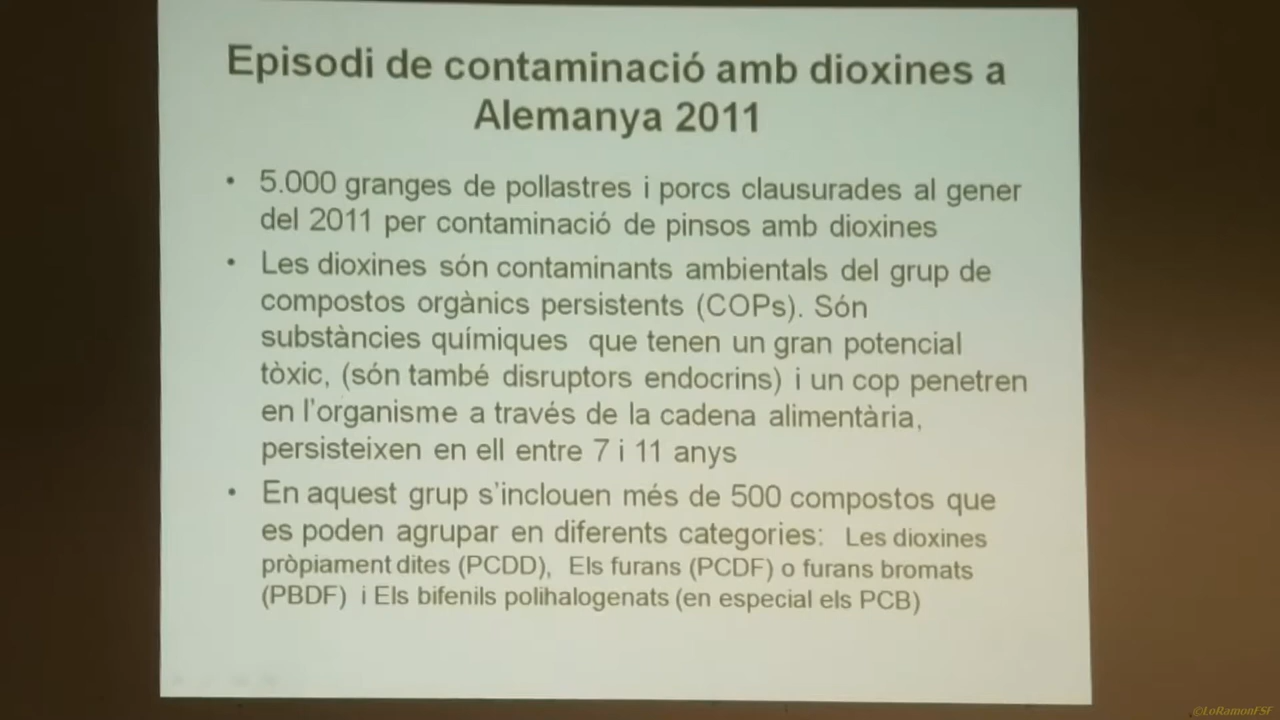 Episodi de contaminació amb dioxines a
Alemanya 2011
• 5.000 granges de pollastres i porcs clausurades al gener
del 2011 per contaminació de pinsos amb dioxines
• Les dioxines són contaminants ambientals del grup de
compostos orgànics persistents (COPs). Són
substàncies químiques que tenen un gran potencial
tòxic, (són també disruptors endocrins) i un cop penetren
en l'organisme a través de la cadena alimentària,
persisteixen en ell entre 7 i 11 anys
• En aquest grup s'inclouen més de 500 compostos que
es poden agrupar en diferents categories: Les dioxines
pròpiament dites (PCDD), Els furans (PCDF) o furans bromats
(PBDF) i Els bifenils polihalogenats (en especial els PCB)
©LoRamonFSF